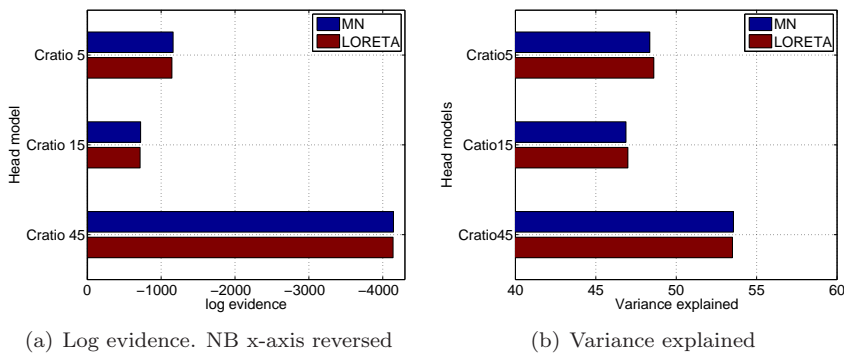 MN
LORETA
Cratio 5
Cratio 15
Cratio 45
Head model
0 −1000 −2000 −3000 −4000
log evidence
(a) Log evidence. NB x-axis reversed
MN
LORETA
Cratio5
Catio15
Cratio45
Head models
40 45 50 55 60
Variance explained
(b) Variance explained